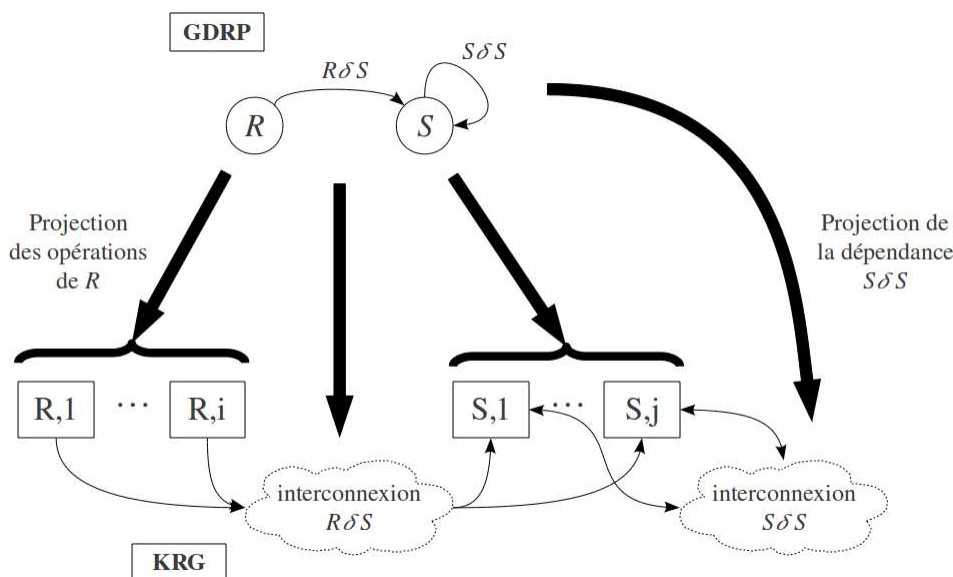 GDRP
RδS
SδS
R
S
Projection
des opérations
de R
Projection de
la dépendance
SδS
R,1
···
R,i
S,1
···
S,j
interconnexion
RδS
interconnexion
SδS
KRG